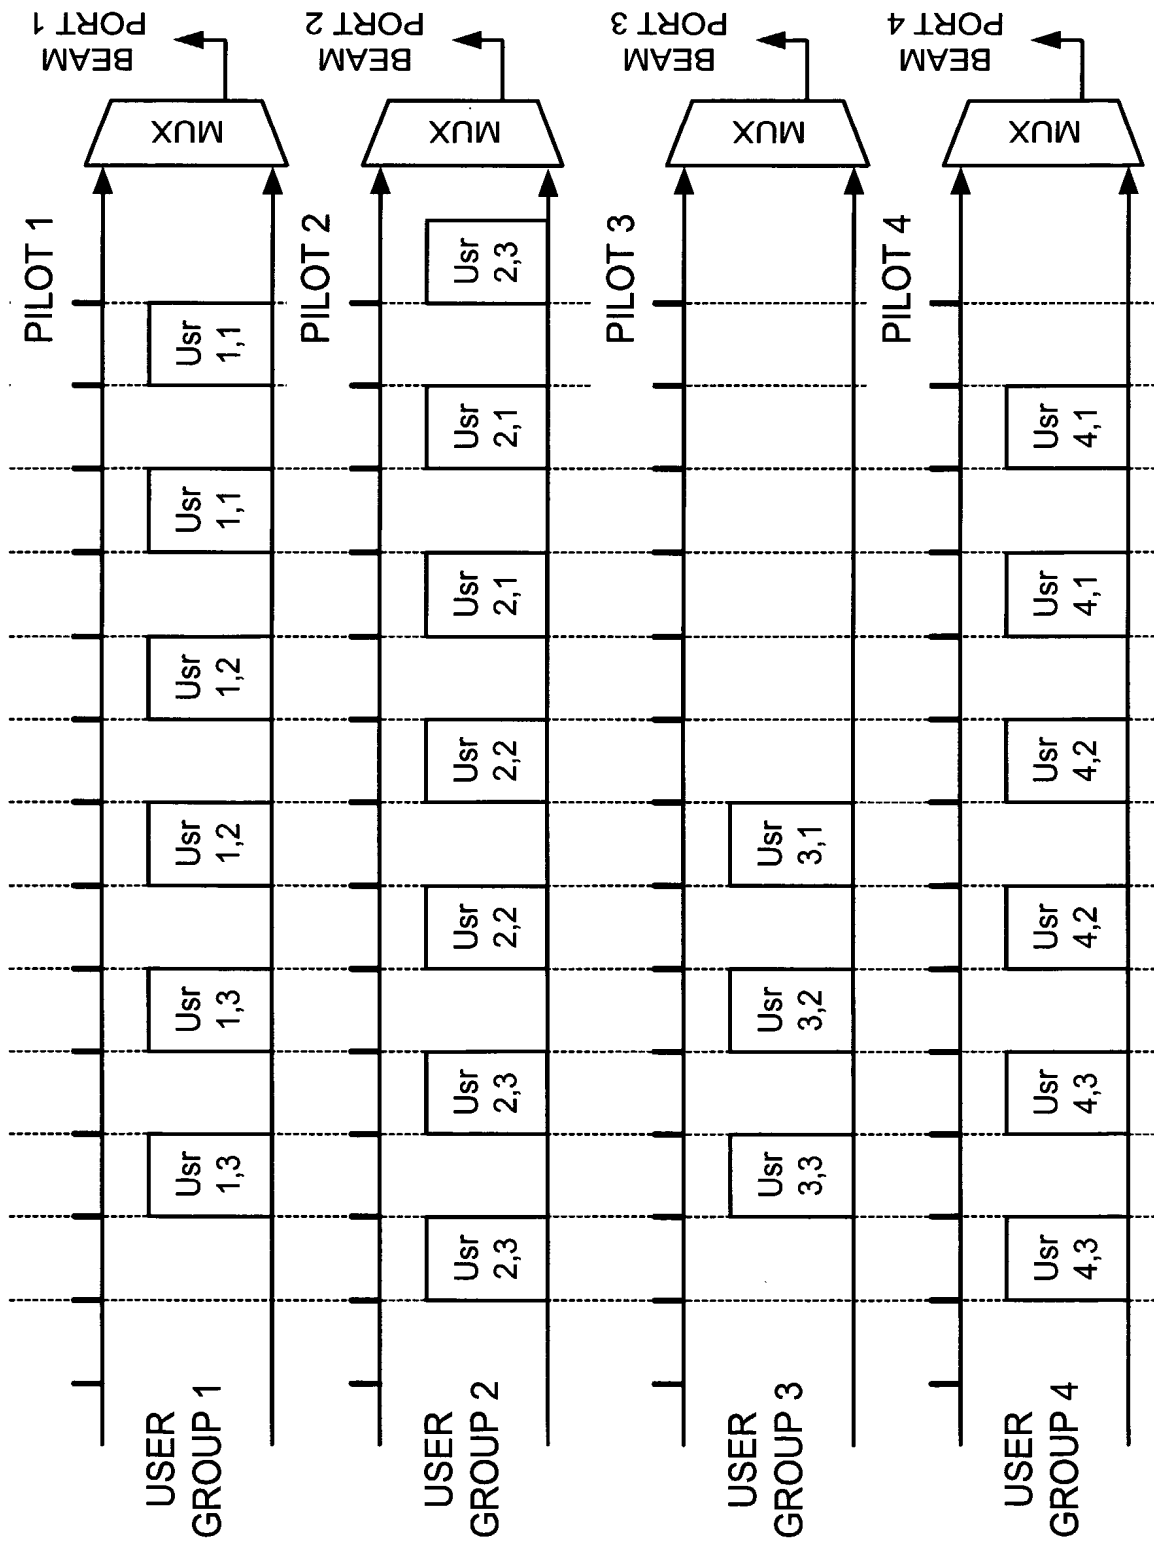 USER
GROUP 1
Usr
1,3
Usr
1,3
Usr
1,2
Usr
1,2
Usr
1,1
Usr
1,1
PILOT 1
MUX
BEAM
PORT 1
USER
GROUP 2
Usr
2,3
Usr
2,3
Usr
2,2
Usr
2,2
Usr
2,1
Usr
2,1
Usr
2,3
PILOT 2
MUX
BEAM
PORT 2
USER
GROUP 3
Usr
3,3
Usr
3,2
Usr
3,1
PILOT 3
MUX
BEAM
PORT 3
USER
GROUP 4
Usr
4,3
Usr
4,3
Usr
4,2
Usr
4,2
Usr
4,1
Usr
4,1
PILOT 4
MUX
BEAM
PORT 4